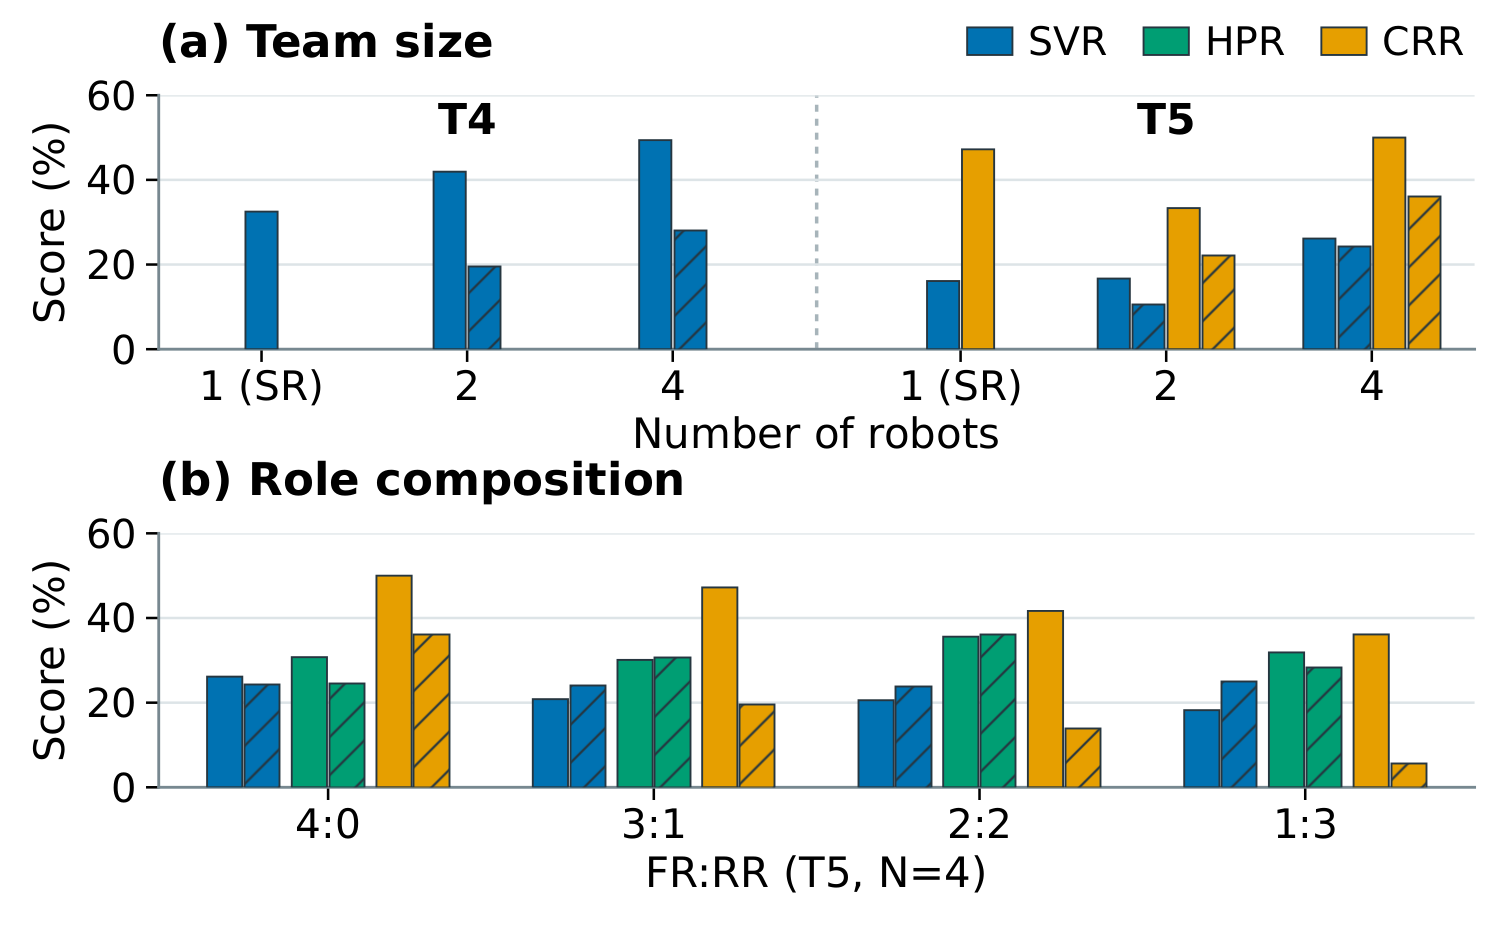 (a) Team size
SVR HPR CRR
Score (%)
60
40
20
0
T4
T5
1 (SR) 2 4 1 (SR) 2 4
Number of robots
(b) Role composition
Score (%)
60
40
20
0
4:0 3:1 2:2 1:3
FR:RR (T5, N=4)